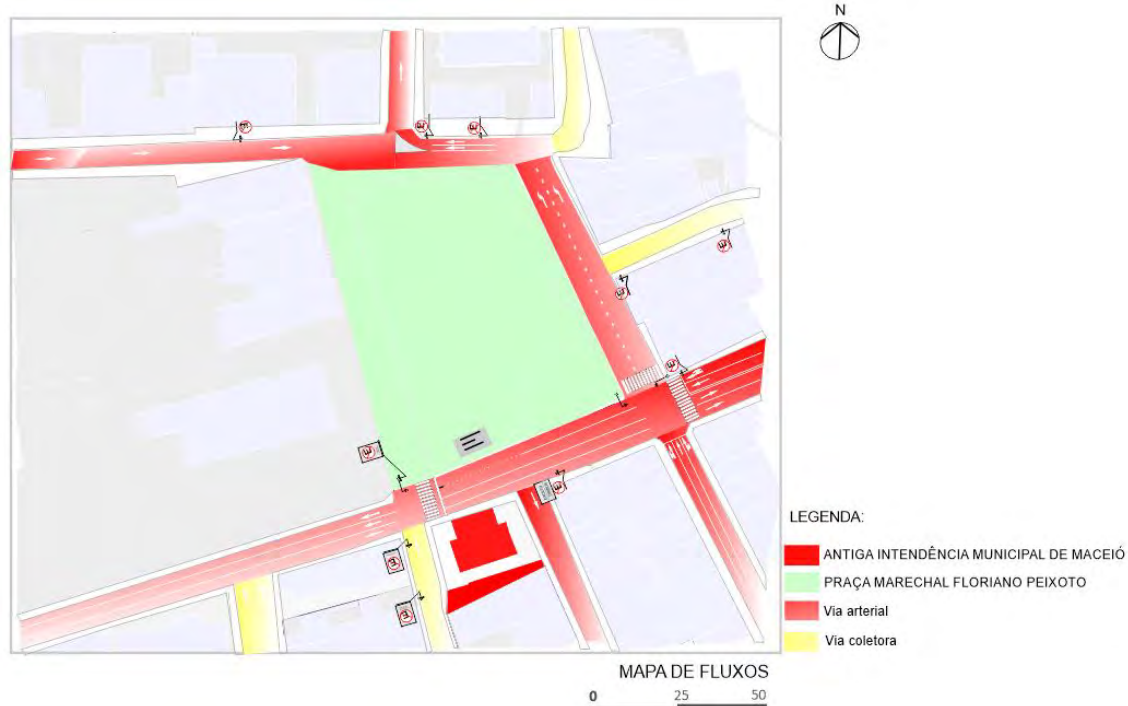 N
LEGENDA:
ANTIGA INTENDÊNCIA MUNICIPAL DE MACEIÓ
PRAÇA MARECHAL FLORIANO PEIXOTO
Via arterial
Via coletora
MAPA DE FLUXOS
0 25 50